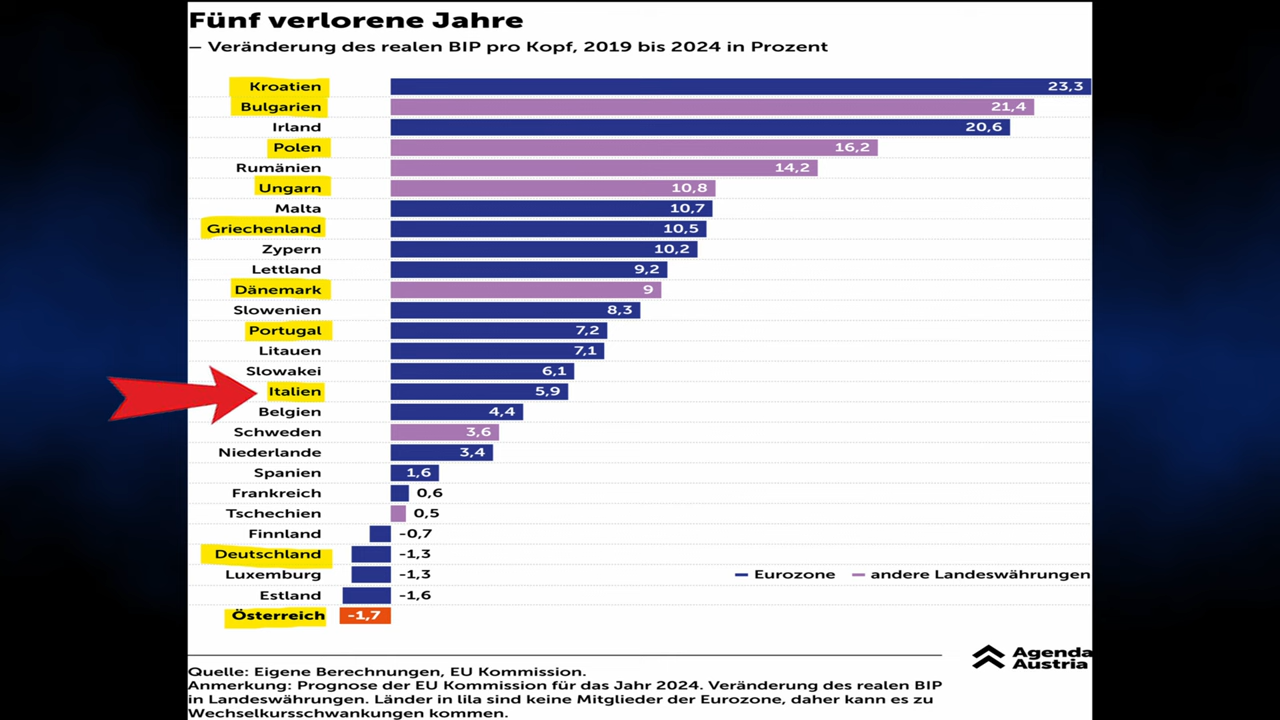 Fünf verlorene Jahre
– Veränderung des realen BIP pro Kopf, 2019 bis 2024 in Prozent
Kroatien 23,3
Bulgarien 21,4
Irland 20,6
Polen 16,2
Rumänien 14,2
Ungarn 10,8
Malta 10,7
Griechenland 10,5
Zypern 10,2
Lettland 9,2
Dänemark 9
Slowenien 8,3
Portugal 7,2
Litauen 7,1
Slowakei 6,1
Italien 5,9
Belgien 4,4
Schweden 3,6
Niederlande 3,4
Spanien 1,6
Frankreich 0,6
Tschechien 0,5
Finnland -0,7
Deutschland -1,3
Luxemburg -1,3
Eurozone andere Landeswährungen
Estland -1,6
Österreich -1,7
Agenda
Austria
Quelle: Eigene Berechnungen, EU Kommission.
Anmerkung: Prognose der EU Kommission für das Jahr 2024. Veränderung des realen BIP
in Landeswährungen. Länder in lila sind keine Mitglieder der Eurozone, daher kann es zu
Wechselkursschwankungen kommen.